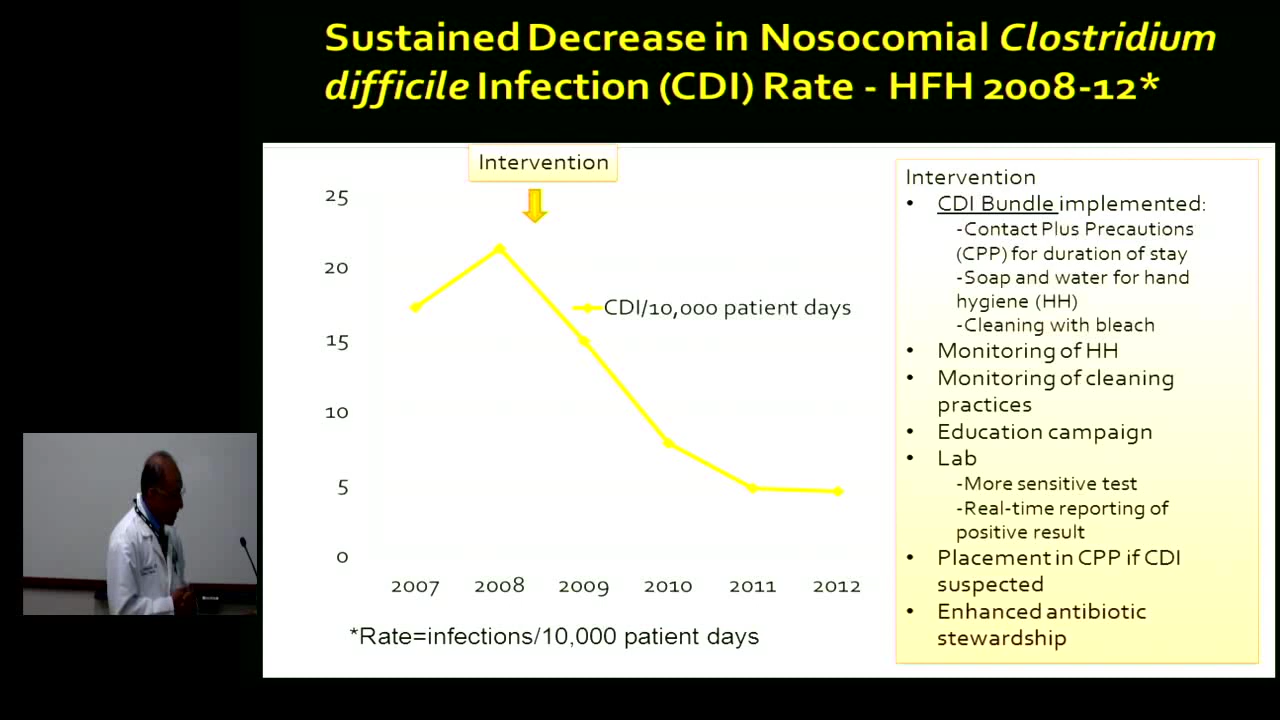 Sustained Decrease in Nosocomial Clostridium
difficile Infection (CDI) Rate - HFH 2008-12*
Intervention
25
20
15
10
5
0
CDI/10,000 patient days
2007 2008 2009 2010 2011 2012
*Rate=infections/10,000 patient days
Intervention
• CDI Bundle implemented:
-Contact Plus Precautions
(CPP) for duration of stay
-Soap and water for hand
hygiene (HH)
-Cleaning with bleach
• Monitoring of HH
• Monitoring of cleaning
practices
• Education campaign
• Lab
-More sensitive test
-Real-time reporting of
positive result
• Placement in CPP if CDI
suspected
• Enhanced antibiotic
stewardship